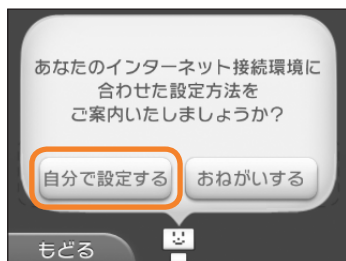 あなたのインターネット接続環境に
合わせた設定方法を
ご案内いたしましょうか？
自分で設定する おねがいする
もどる